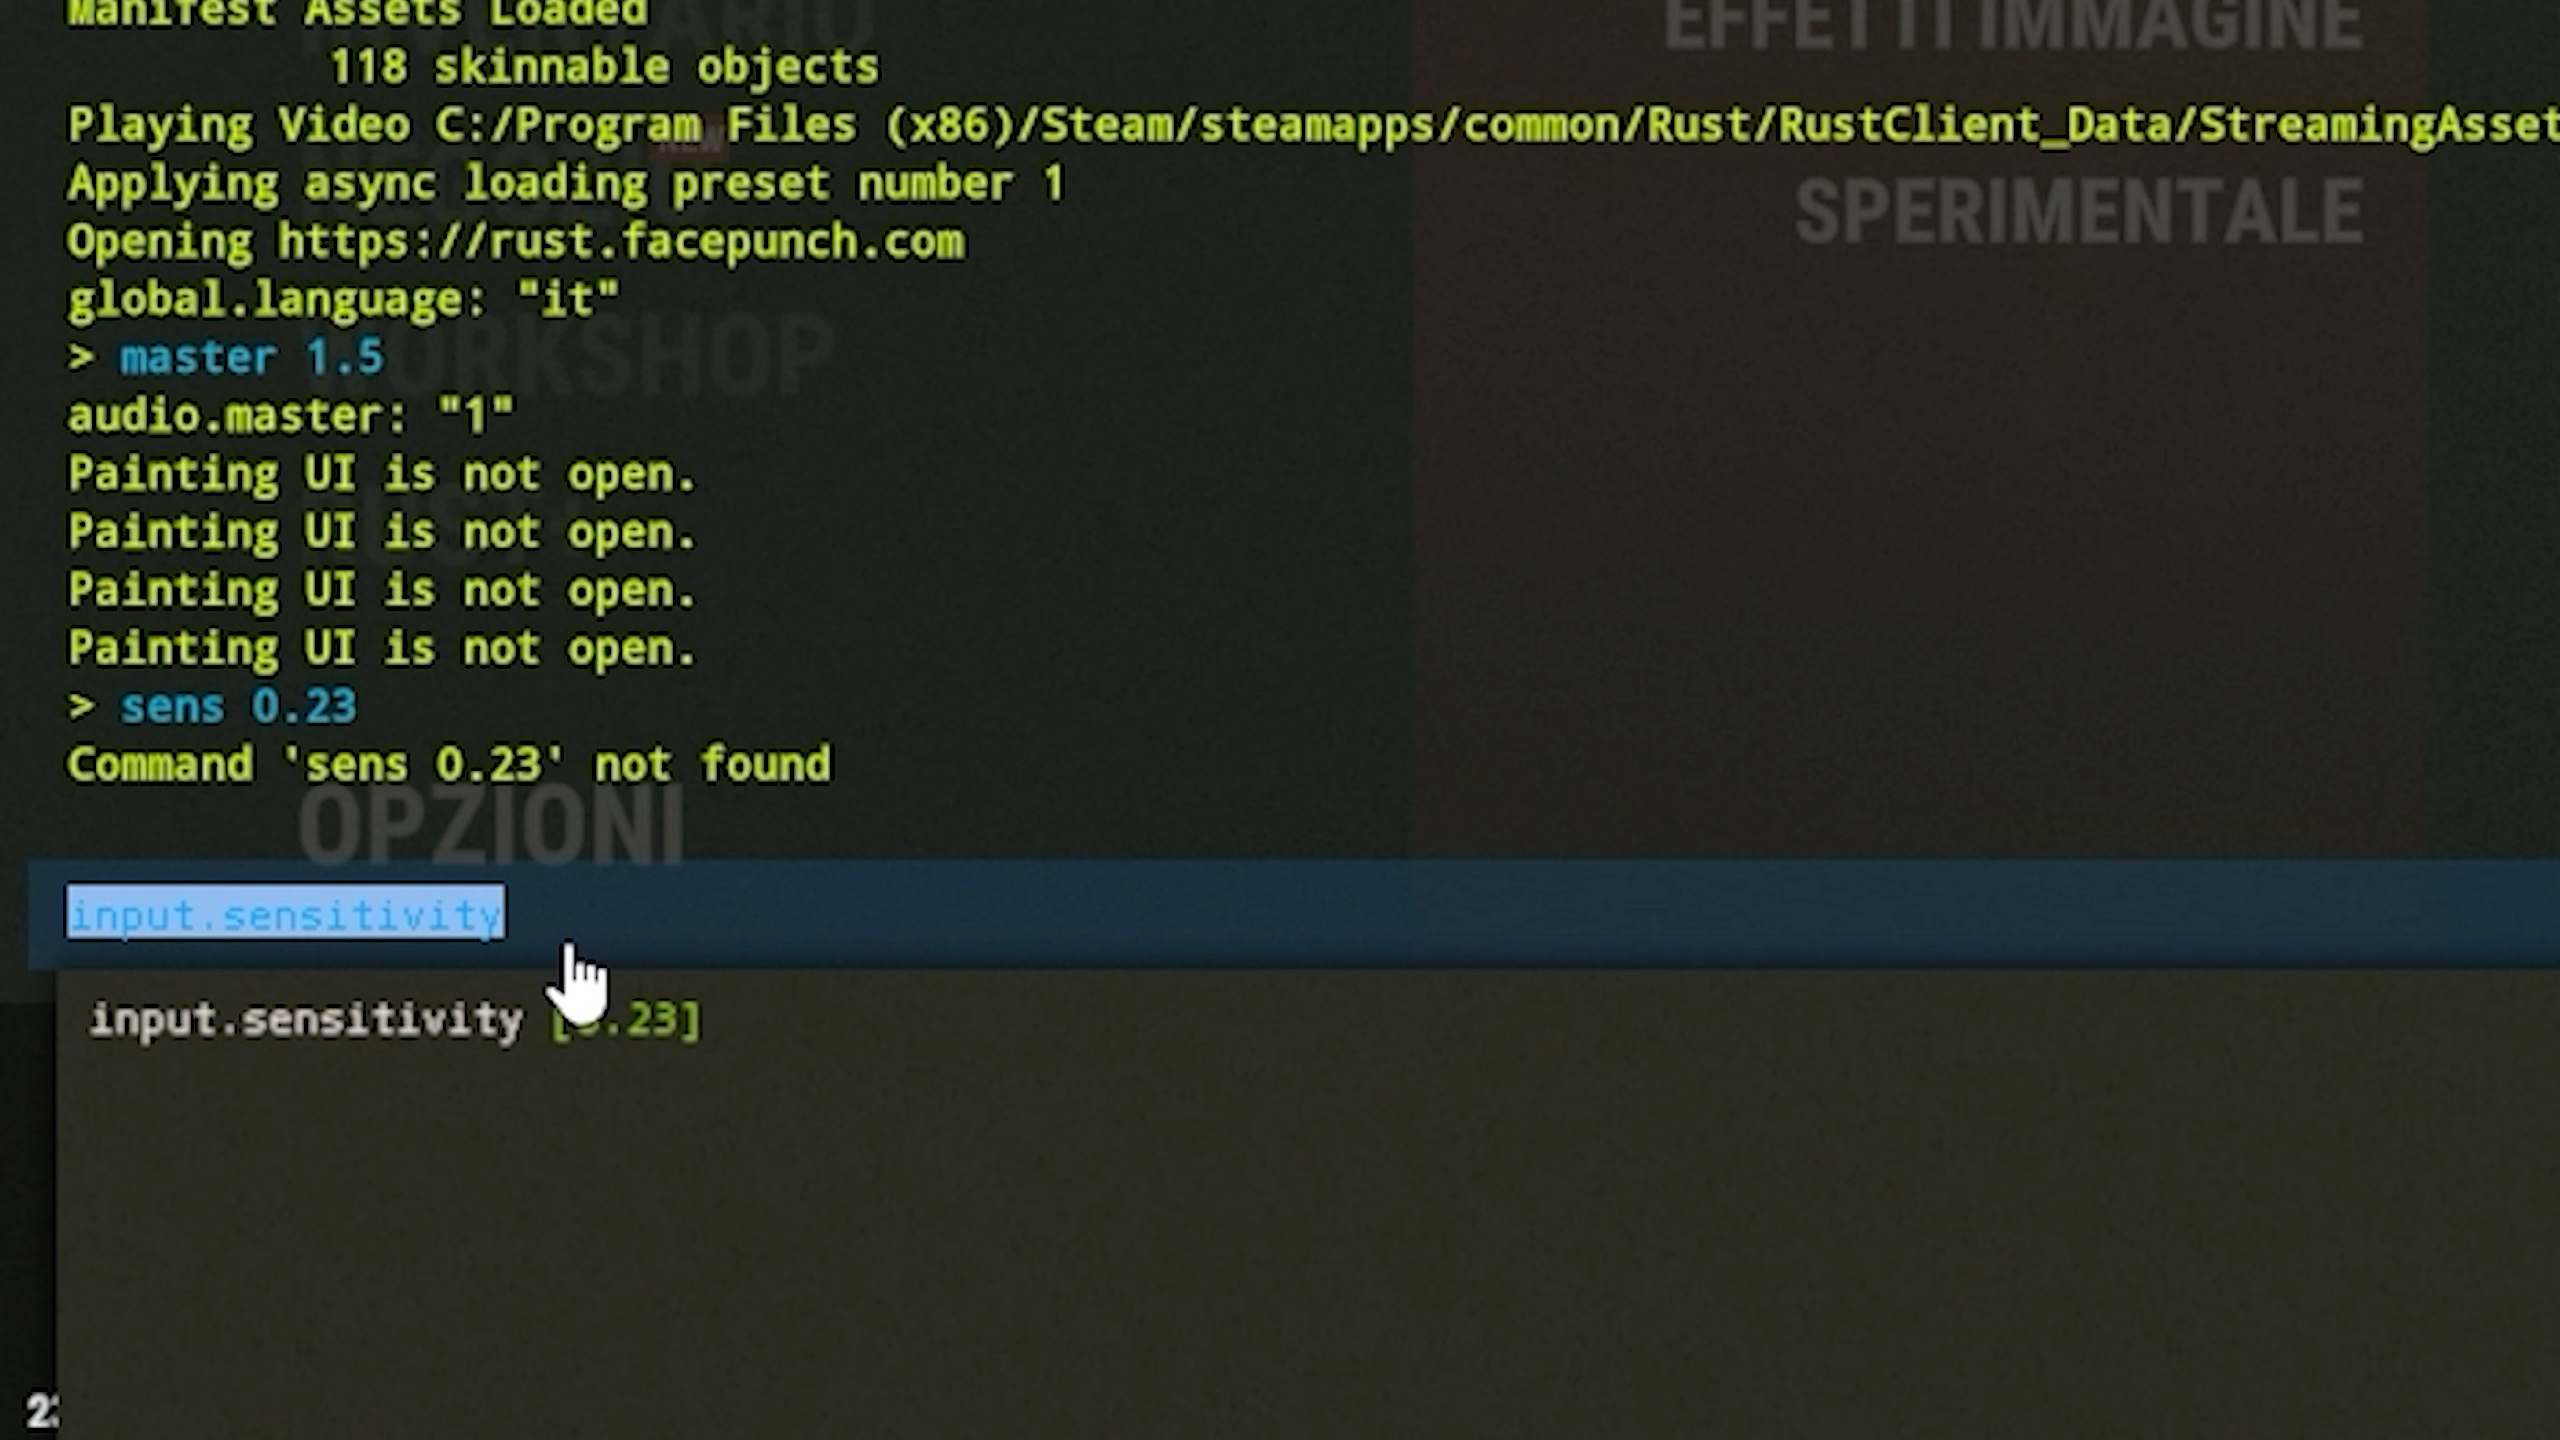 Manifest Assets Loaded
118 skinnable objects
Playing Video C:/Program Files (x86)/Steam/steamapps/common/Rust/RustClient_Data/StreamingAsset
Applying async loading preset number 1
Opening https://rust.facepunch.com
global.language: "it"
> master 1.5
audio.master: "1"
Painting UI is not open.
Painting UI is not open.
Painting UI is not open.
Painting UI is not open.
> sens 0.23
Command 'sens 0.23' not found
input.sensitivity
input.sensitivity
EFFETTI IMMAGINE
SPERIMENTALE
NEW
WORKSHOP
OPZIONI